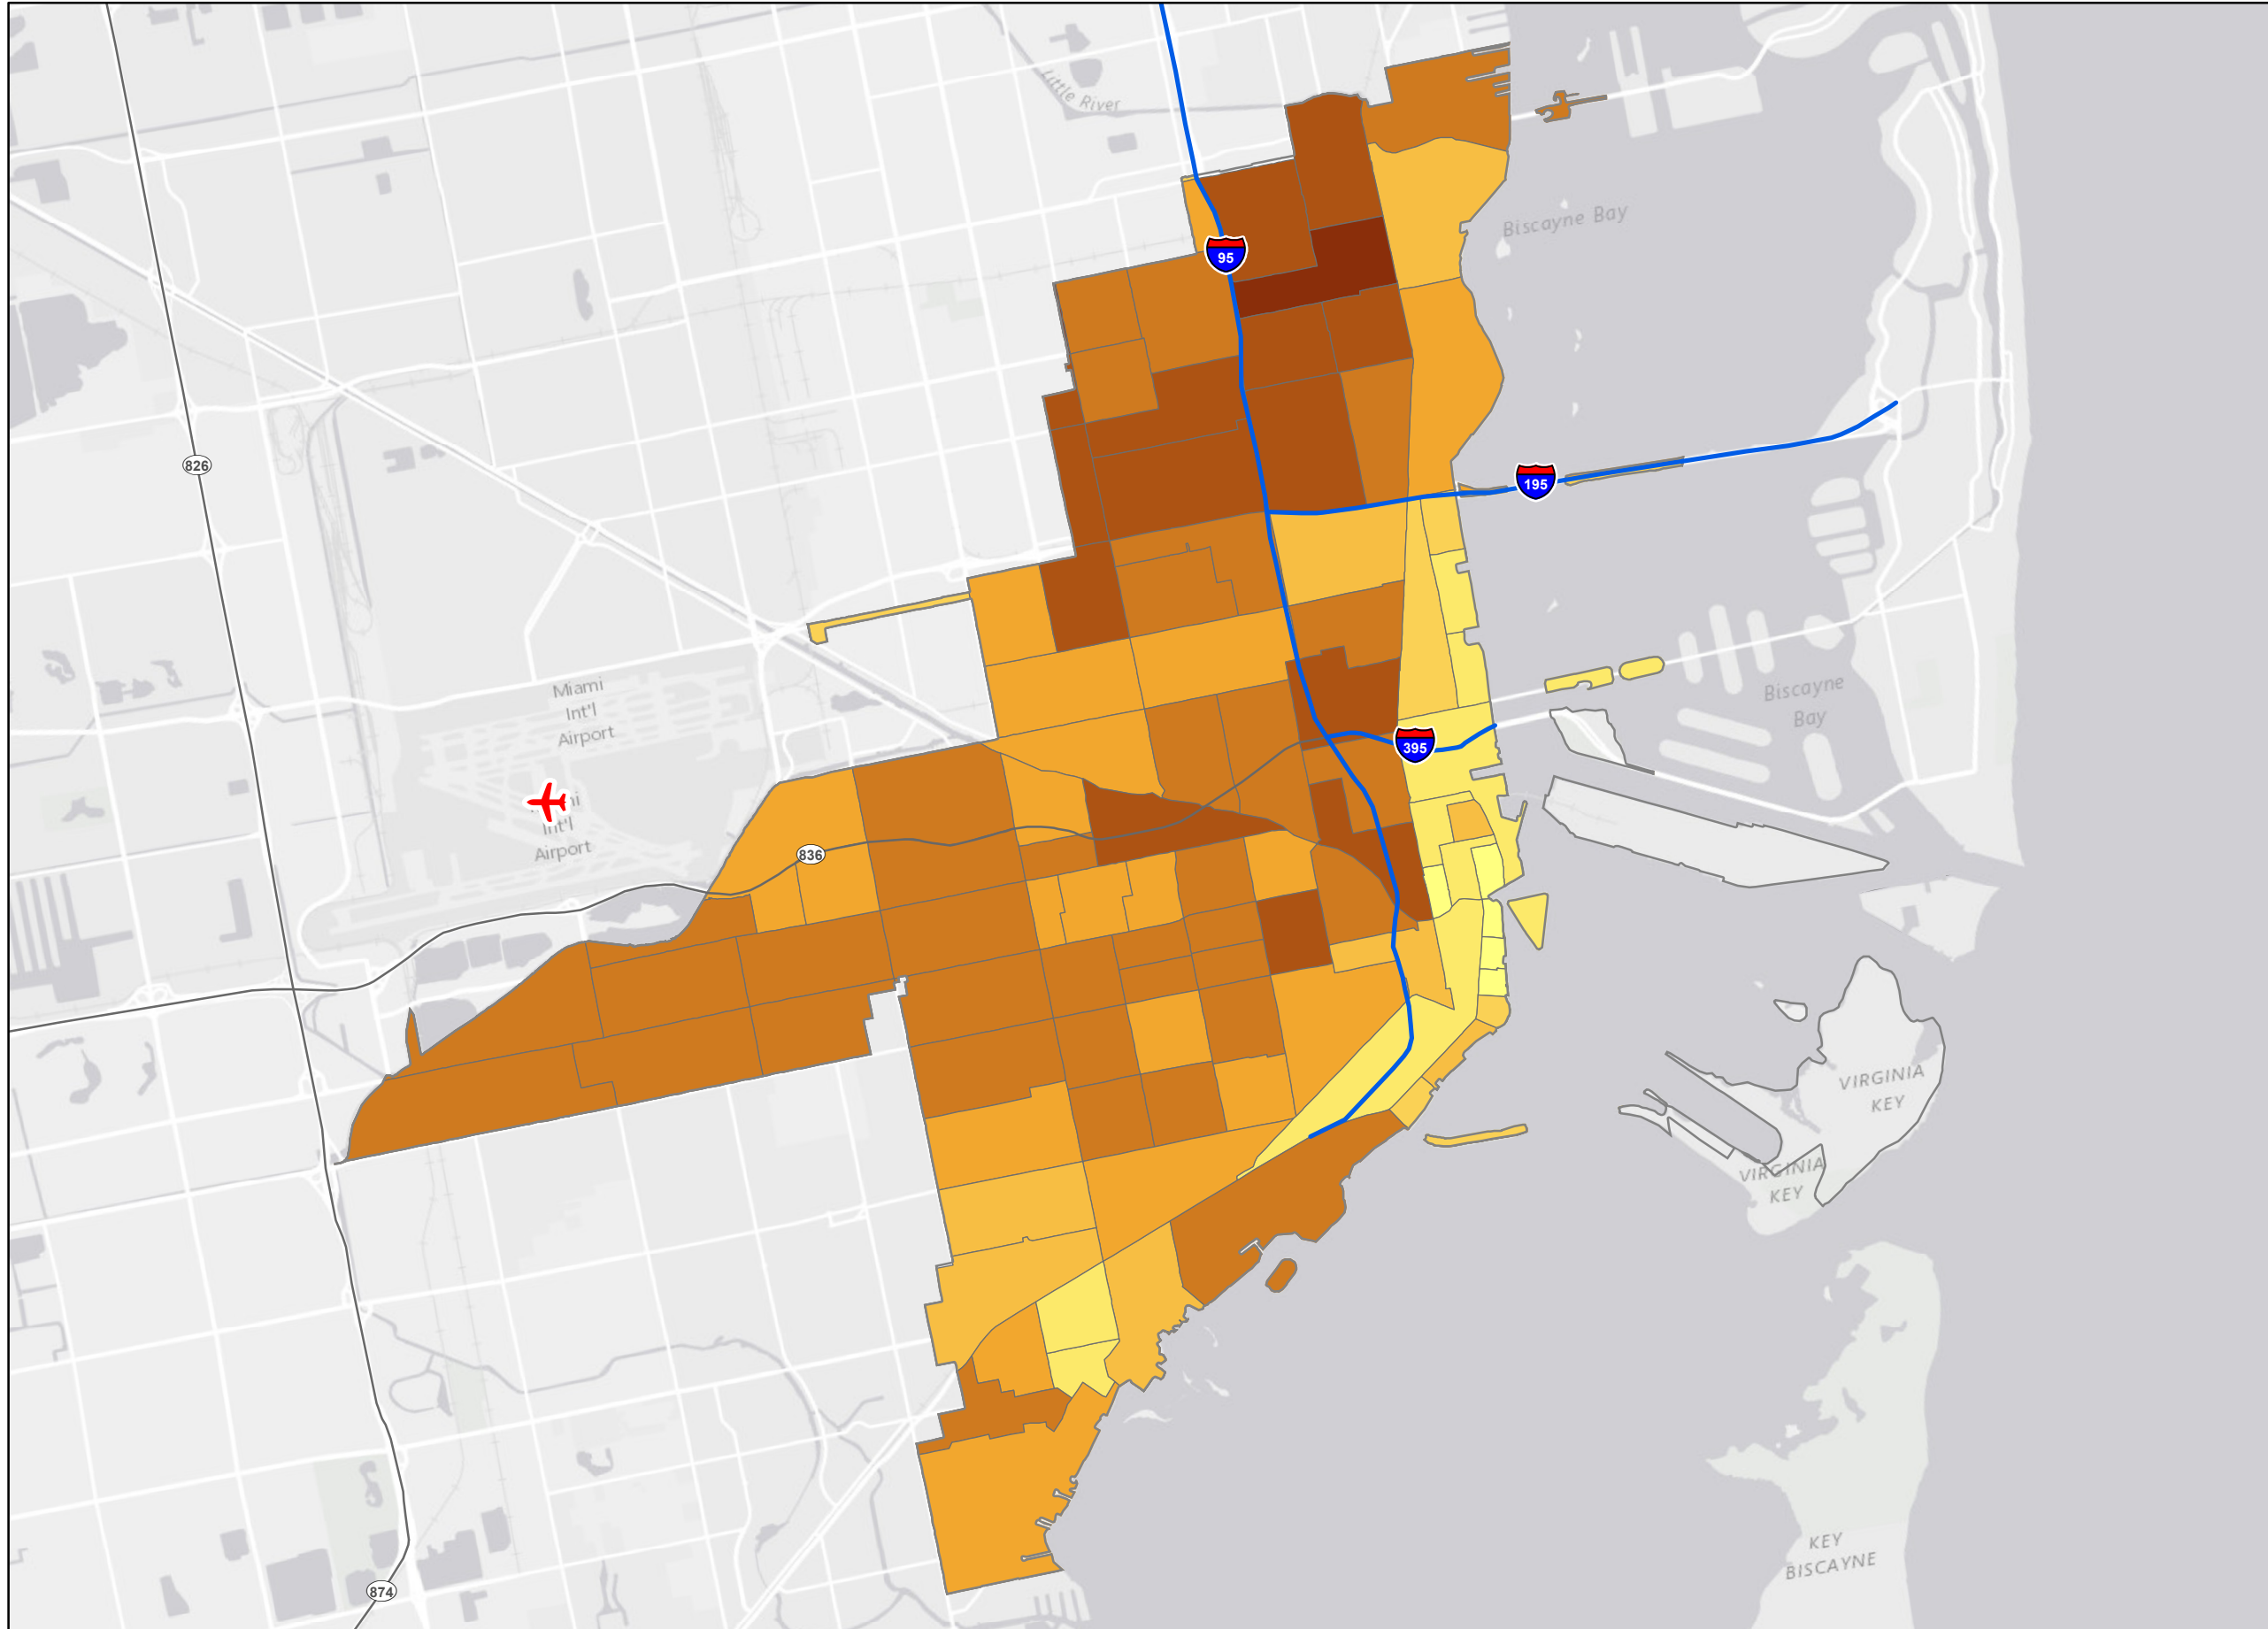 Little River
Biscayne Bay
95
826
195
Miami
Int'l
Airport
Biscayne
Bay
395
Int'l
Airport
836
VIRGINIA
KEY
VIRGINIA
KEY
KEY
BISCAYNE
874